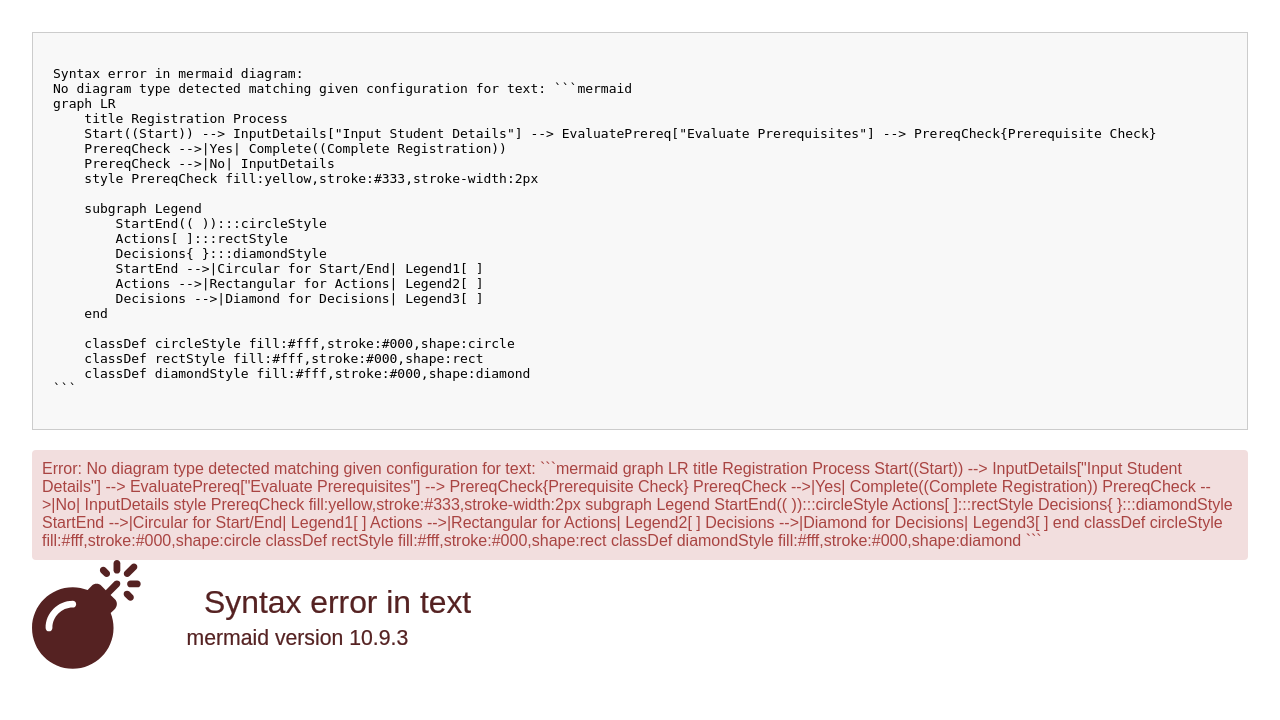 Syntax error in mermaid diagram:
No diagram type detected matching given configuration for text: ```mermaid
graph LR
    title Registration Process
    Start((Start)) --> InputDetails["Input Student Details"] --> EvaluatePrereq["Evaluate Prerequisites"] --> PrereqCheck{Prerequisite Check}
    PrereqCheck -->|Yes| Complete((Complete Registration))
    PrereqCheck -->|No| InputDetails
    style PrereqCheck fill:yellow,stroke:#333,stroke-width:2px

    subgraph Legend
        StartEnd(( )):::circleStyle
        Actions[ ]:::rectStyle
        Decisions{ }:::diamondStyle
        StartEnd -->|Circular for Start/End| Legend1[ ]
        Actions -->|Rectangular for Actions| Legend2[ ]
        Decisions -->|Diamond for Decisions| Legend3[ ]
    end

    classDef circleStyle fill:#fff,stroke:#000,shape:circle
    classDef rectStyle fill:#fff,stroke:#000,shape:rect
    classDef diamondStyle fill:#fff,stroke:#000,shape:diamond
```
Error: No diagram type detected matching given configuration for text: ```mermaid graph LR title Registration Process Start((Start)) --> InputDetails["Input Student
Details"] --> EvaluatePrereq["Evaluate Prerequisites"] --> PrereqCheck{Prerequisite Check} PrereqCheck -->|Yes| Complete((Complete Registration)) PrereqCheck --
>|No| InputDetails style PrereqCheck fill:yellow,stroke:#333,stroke-width:2px subgraph Legend StartEnd(( )):::circleStyle Actions[ ]:::rectStyle Decisions{ }:::diamondStyle
StartEnd -->|Circular for Start/End| Legend1[ ] Actions -->|Rectangular for Actions| Legend2[ ] Decisions -->|Diamond for Decisions| Legend3[ ] end classDef circleStyle
fill:#fff,stroke:#000,shape:circle classDef rectStyle fill:#fff,stroke:#000,shape:rect classDef diamondStyle fill:#fff,stroke:#000,shape:diamond ```
Syntax error in text
mermaid version 10.9.3